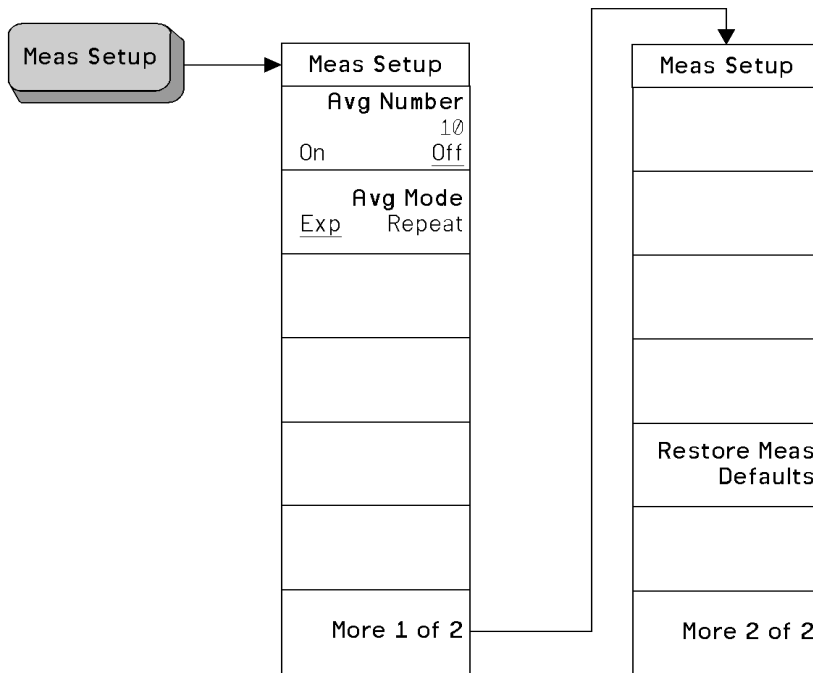 Meas Setup
Meas Setup
Avg Number
10
On Off
Avg Mode
Exp Repeat
More 1 of 2
Meas Setup
Restore Meas
Defaults
More 2 of 2